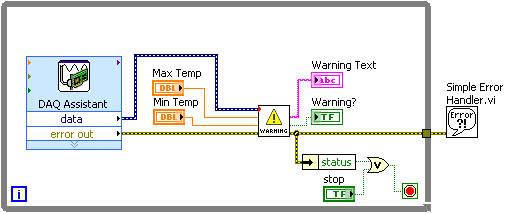 DAQ Assistant
data
error out
Max Temp
DBL
Min Temp
DBL
WARNING
Warning Text
abc
Warning?
TF
Simple Error
Handler.vi
Error
?!
status
V
stop
TF
i